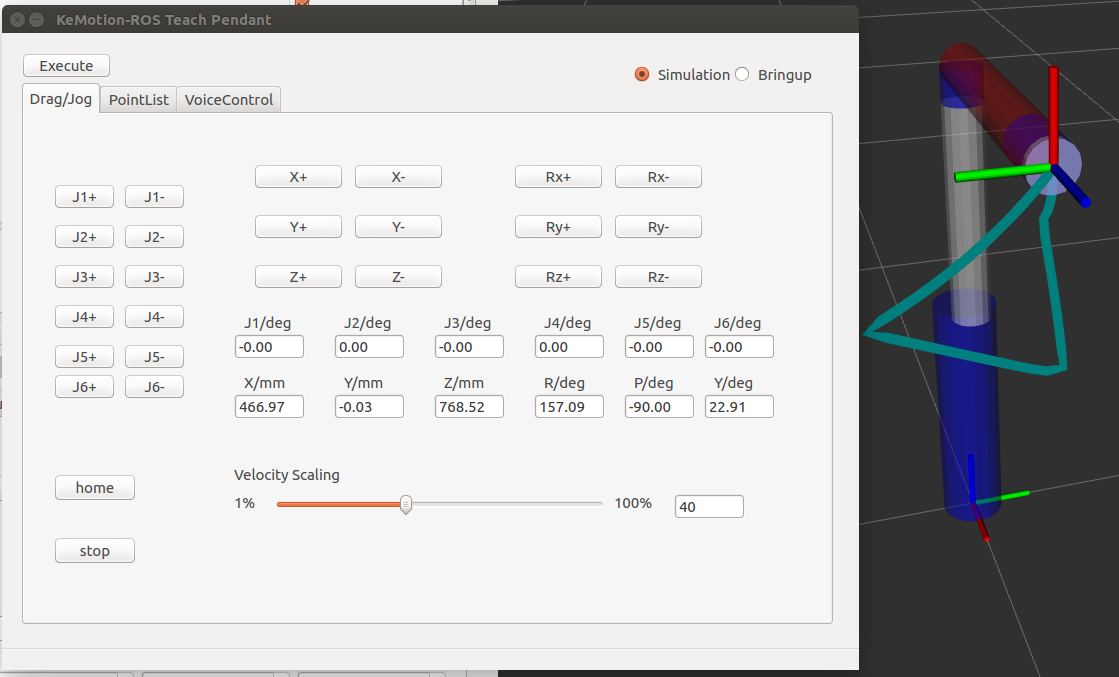 KeMotion-ROS Teach Pendant
Execute
Simulation Bringup
Drag/Jog PointList VoiceControl
X+ X- Rx+ Rx-
J1+ J1-
Y+ Y- Ry+ Ry-
J2+ J2-
Z+ Z- Rz+ Rz-
J3+ J3-
J4+ J4-
J1/deg J2/deg J3/deg J4/deg J5/deg J6/deg
-0.00 0.00 -0.00 0.00 -0.00 -0.00
J5+ J5-
X/mm Y/mm Z/mm R/deg P/deg Y/deg
J6+ J6-
466.97 -0.03 768.52 157.09 -90.00 22.91
Velocity Scaling
home
1% 100% 40
stop